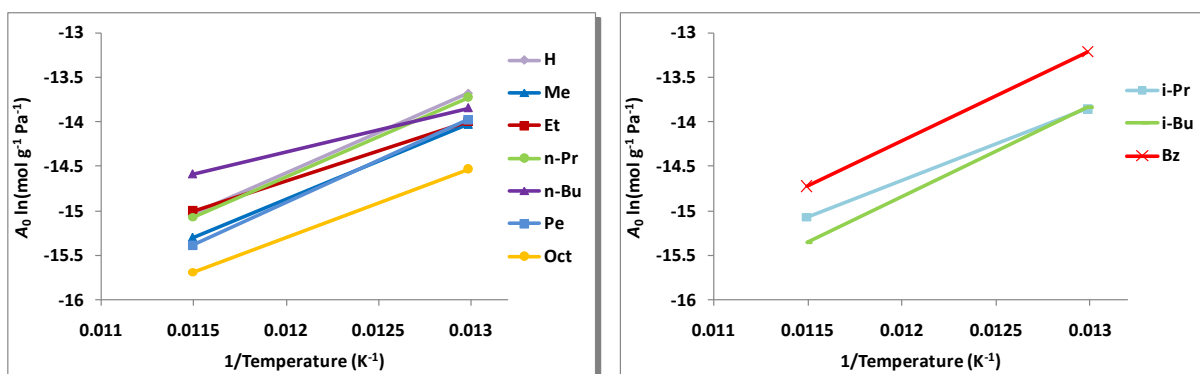 A₀ ln(mol g⁻¹ Pa⁻¹)
-13
-13.5
-14
-14.5
-15
-15.5
-16
0.011
0.0115
0.012
0.0125
0.013
1/Temperature (K⁻¹)
H
Me
Et
n-Pr
n-Bu
Pe
Oct
A₀ ln(mol g⁻¹ Pa⁻¹)
-13
-13.5
-14
-14.5
-15
-15.5
-16
0.011
0.0115
0.012
0.0125
0.013
1/Temperature (K⁻¹)
i-Pr
i-Bu
Bz